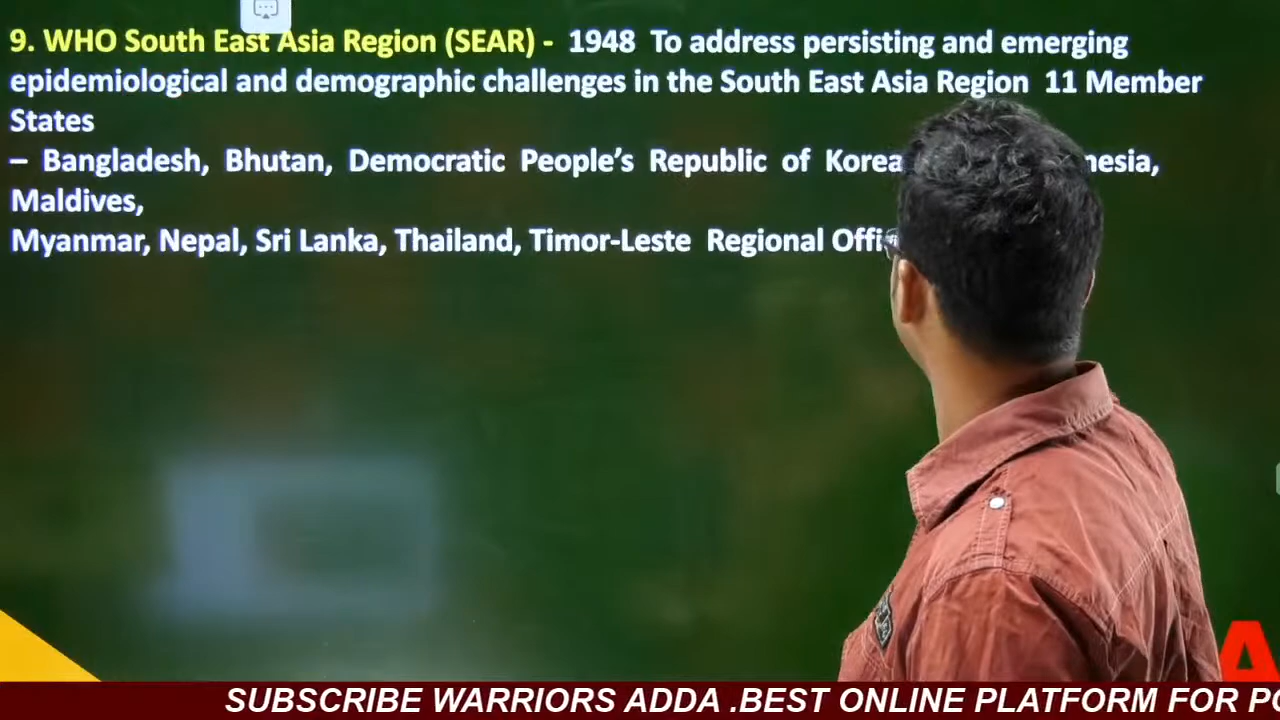 9. WHO South East Asia Region (SEAR) - 1948 To address persisting and emerging
epidemiological and demographic challenges in the South East Asia Region 11 Member
States
– Bangladesh, Bhutan, Democratic People’s Republic of Korea
Maldives,
Myanmar, Nepal, Sri Lanka, Thailand, Timor-Leste Regional
A
SUBSCRIBE WARRIORS ADDA .BEST ONLINE PLATFORM FOR